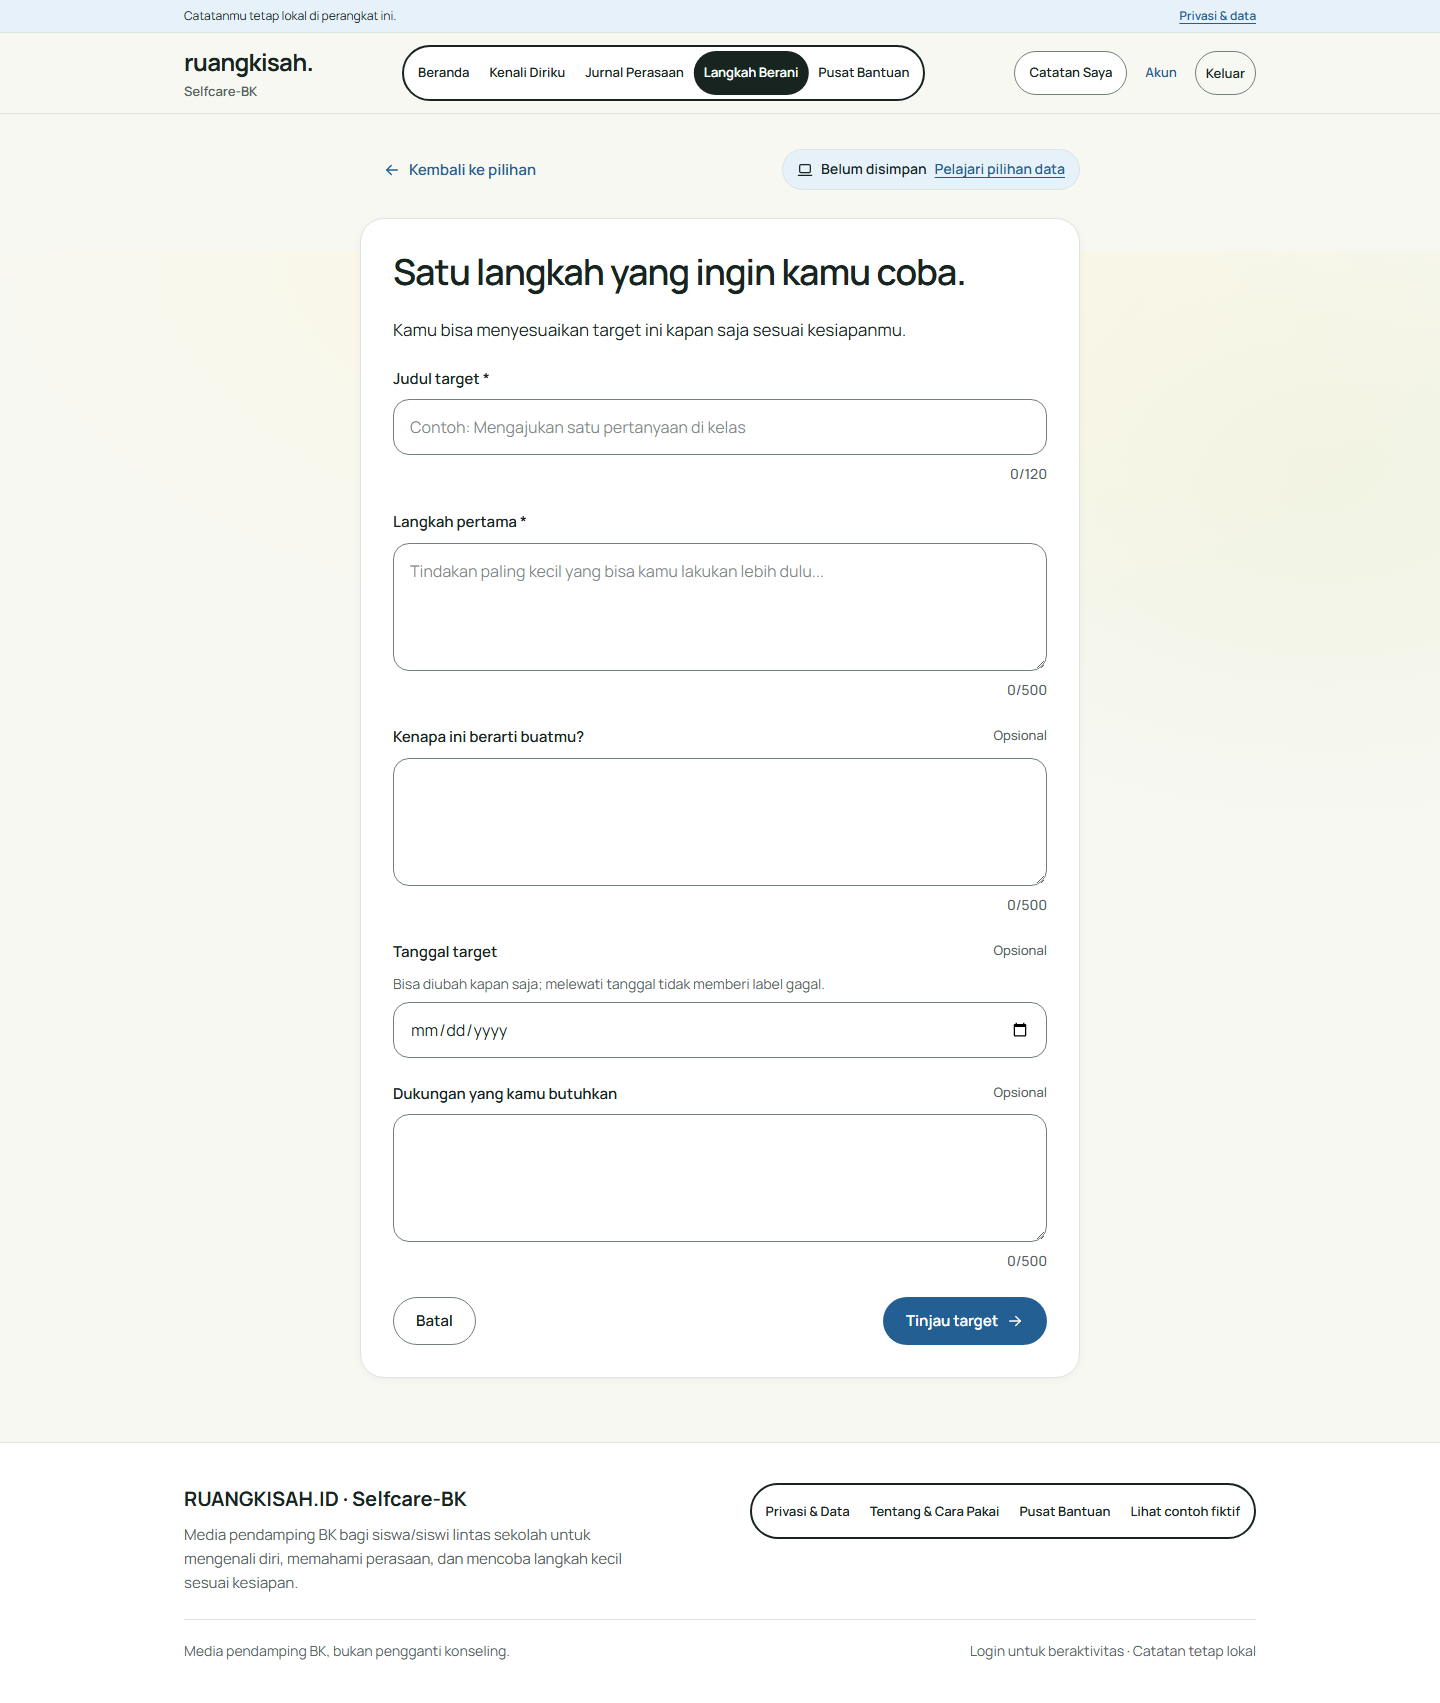 Catatanmu tetap lokal di perangkat ini.
Privasi & data
ruangkisah.
Selfcare-BK
Beranda
Kenali Diriku
Jurnal Perasaan
Langkah Berani
Pusat Bantuan
Catatan Saya
Akun
Keluar
Kembali ke pilihan
Belum disimpan Pelajari pilihan data
Satu langkah yang ingin kamu coba.
Kamu bisa menyesuaikan target ini kapan saja sesuai kesiapanmu.
Judul target *
Contoh: Mengajukan satu pertanyaan di kelas
0/120
Langkah pertama *
Tindakan paling kecil yang bisa kamu lakukan lebih dulu...
0/500
Kenapa ini berarti buatmu?
Opsional
0/500
Tanggal target
Opsional
Bisa diubah kapan saja; melewati tanggal tidak memberi label gagal.
mm/dd/yyyy
Dukungan yang kamu butuhkan
Opsional
0/500
Batal
Tinjau target
RUANGKISAH.ID · Selfcare-BK
Media pendamping BK bagi siswa/siswi lintas sekolah untuk
mengenali diri, memahami perasaan, dan mencoba langkah kecil
sesuai kesiapan.
Privasi & Data
Tentang & Cara Pakai
Pusat Bantuan
Lihat contoh fiktif
Media pendamping BK, bukan pengganti konseling.
Login untuk beraktivitas · Catatan tetap lokal